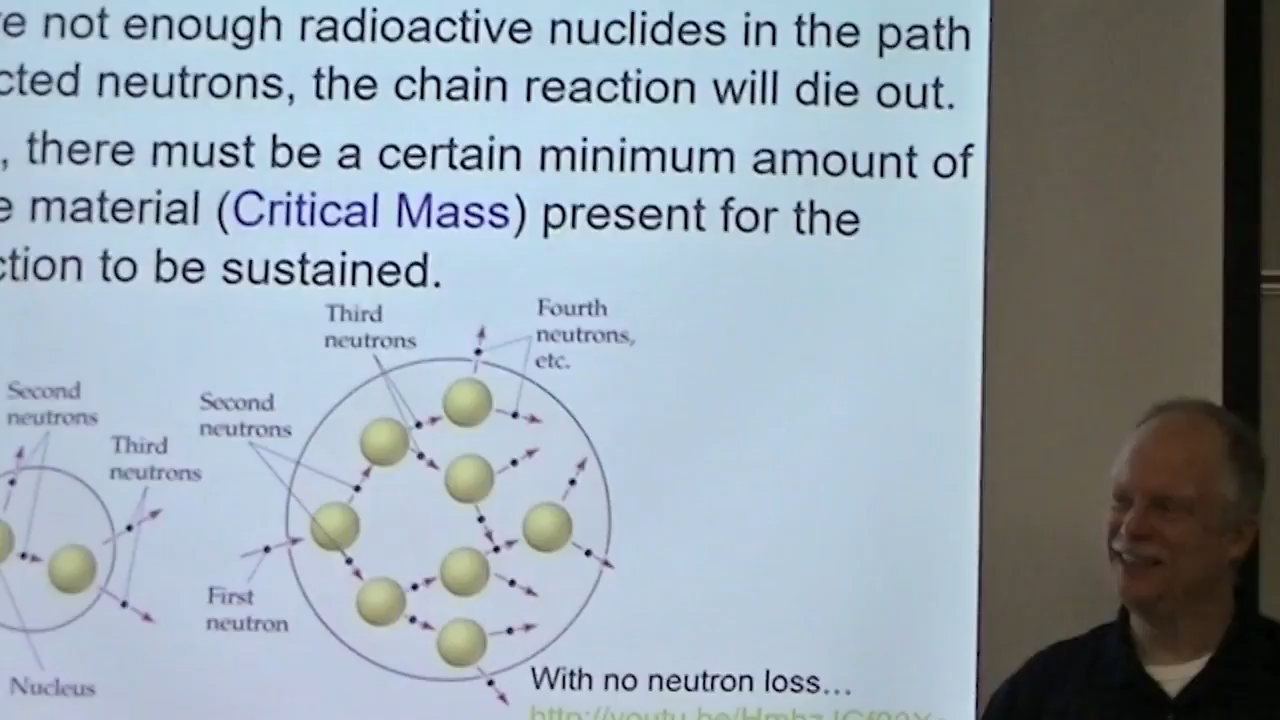 e not enough radioactive nuclides in the path
cted neutrons, the chain reaction will die out.
, there must be a certain minimum amount of
e material (Critical Mass) present for the
ction to be sustained.
Third
neutrons
Fourth
neutrons,
etc.
Second
neutrons
Second
neutrons
Third
neutrons
First
neutron
Nucleus
With no neutron loss...